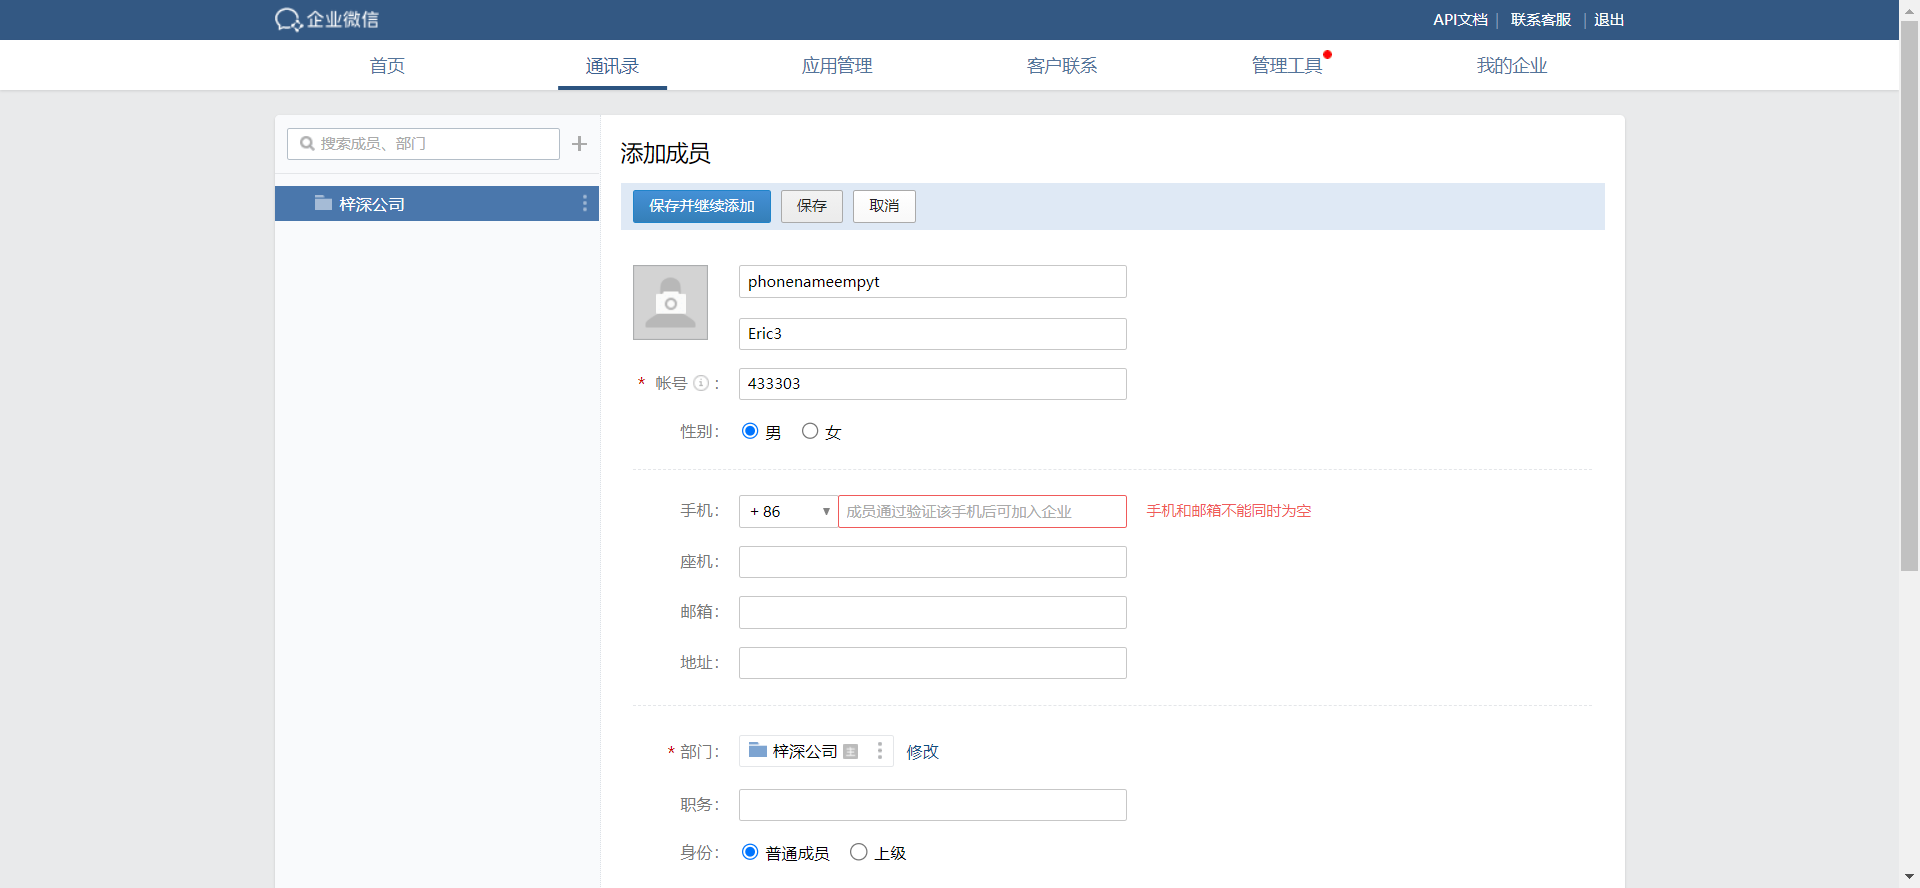 企业微信
API文档 | 联系客服 | 退出
首页 通讯录 应用管理 客户联系 管理工具 我的企业
搜索成员、部门
梓深公司
添加成员
保存并继续添加 保存 取消
phonenameempyt
Eric3
* 帐号 ：
433303
性别： 男 女
手机： + 86 成员通过验证该手机后可加入企业 手机和邮箱不能同时为空
座机：
邮箱：
地址：
* 部门： 梓深公司 主 修改
职务：
身份： 普通成员 上级